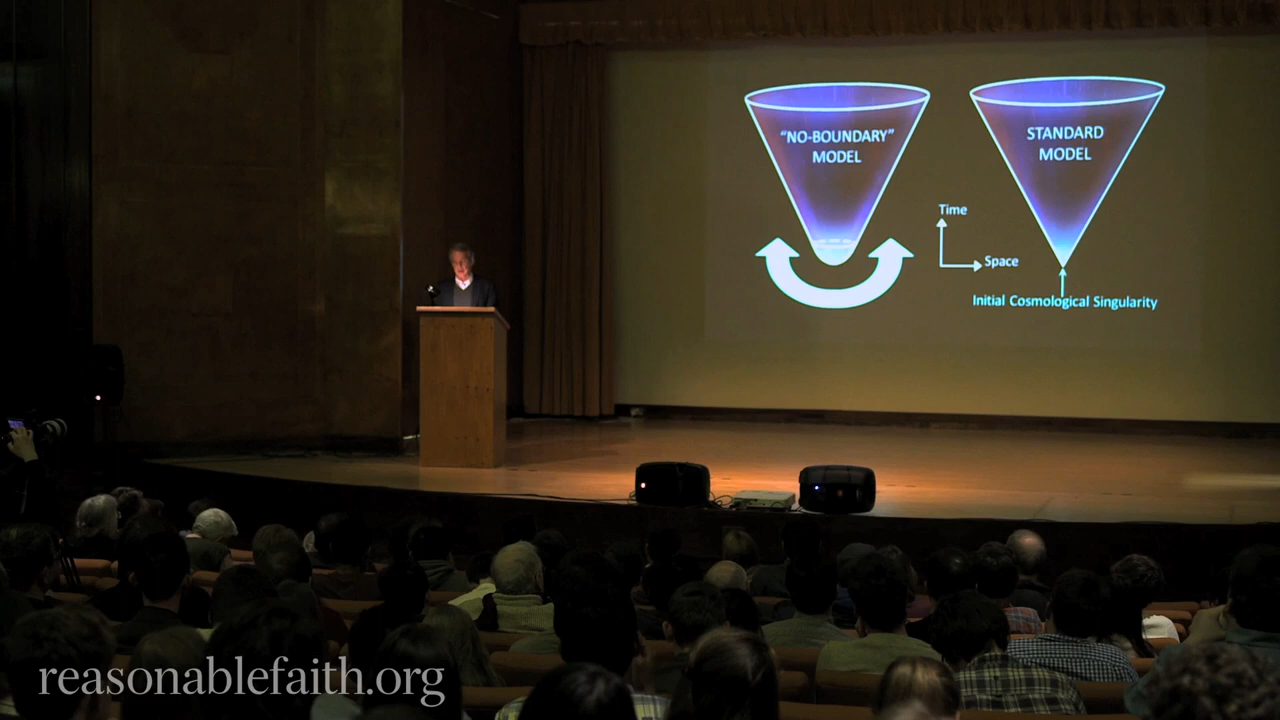 "NO-BOUNDARY"
MODEL
STANDARD
MODEL
Time
Space
Initial Cosmological Singularity
reasonablefaith.org